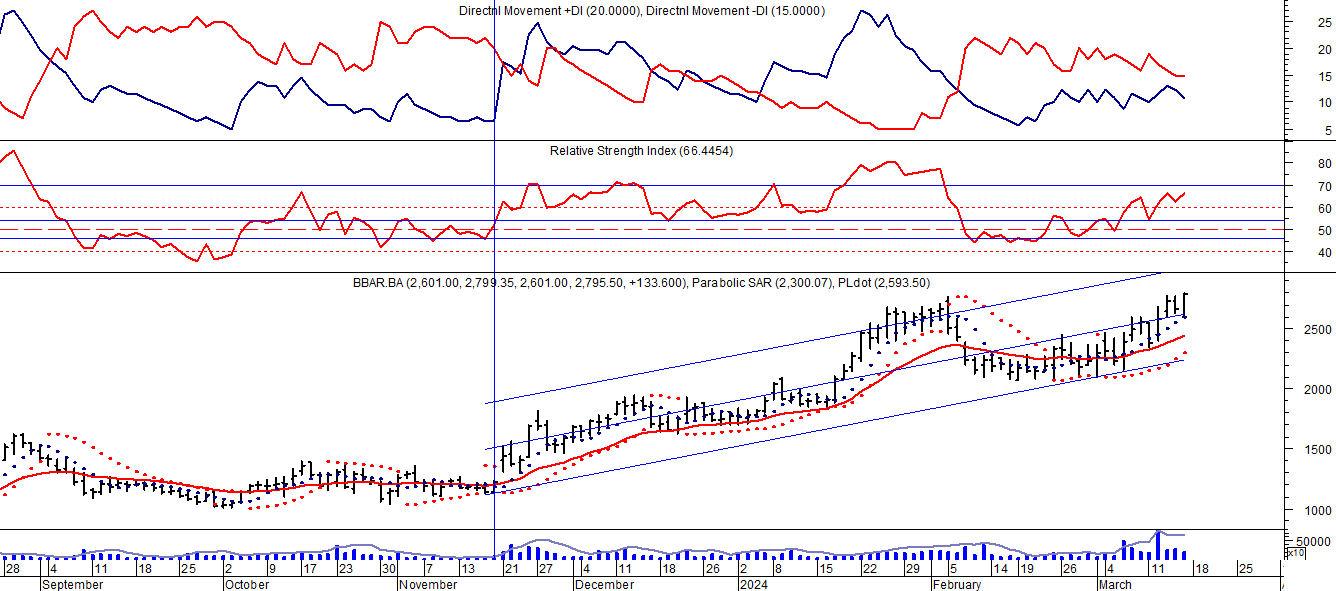 Directnl Movement +DI (20.0000), Directnl Movement -DI (15.0000)
25
20
15
10
5
Relative Strength Index (66.4454)
80
70
60
50
40
BBAR.BA (2,601.00, 2,799.35, 2,601.00, 2,795.50, +133.600), Parabolic SAR (2,300.07), PLdot (2,593.50)
2500
2000
1500
1000
50000
x10
28 4 11 18 25 2 9 17 23 30 7 13 21 27 4 11 18 26 2 8 15 22 29 5 14 19 26 4 11 18 25
September October November December 2024 February March